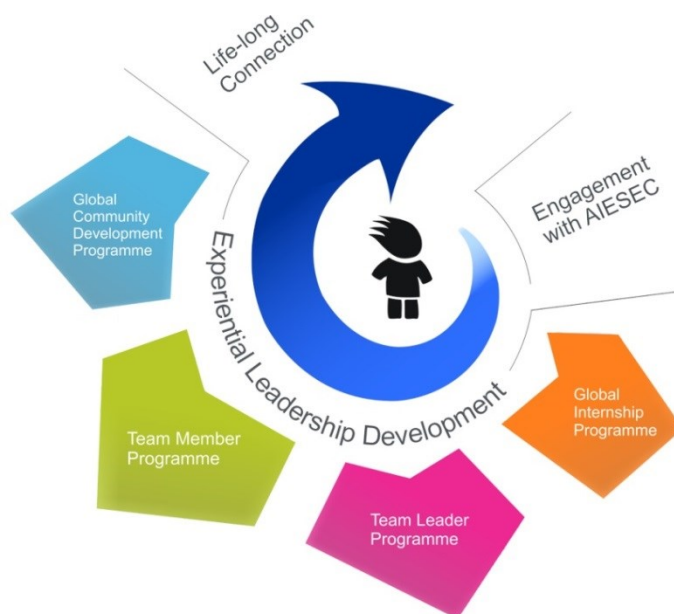 Life-long
Connection
Engagement
with AIESEC
Experiential Leadership Development
Global
Community
Development
Programme
Team Member
Programme
Team Leader
Programme
Global
Internship
Programme